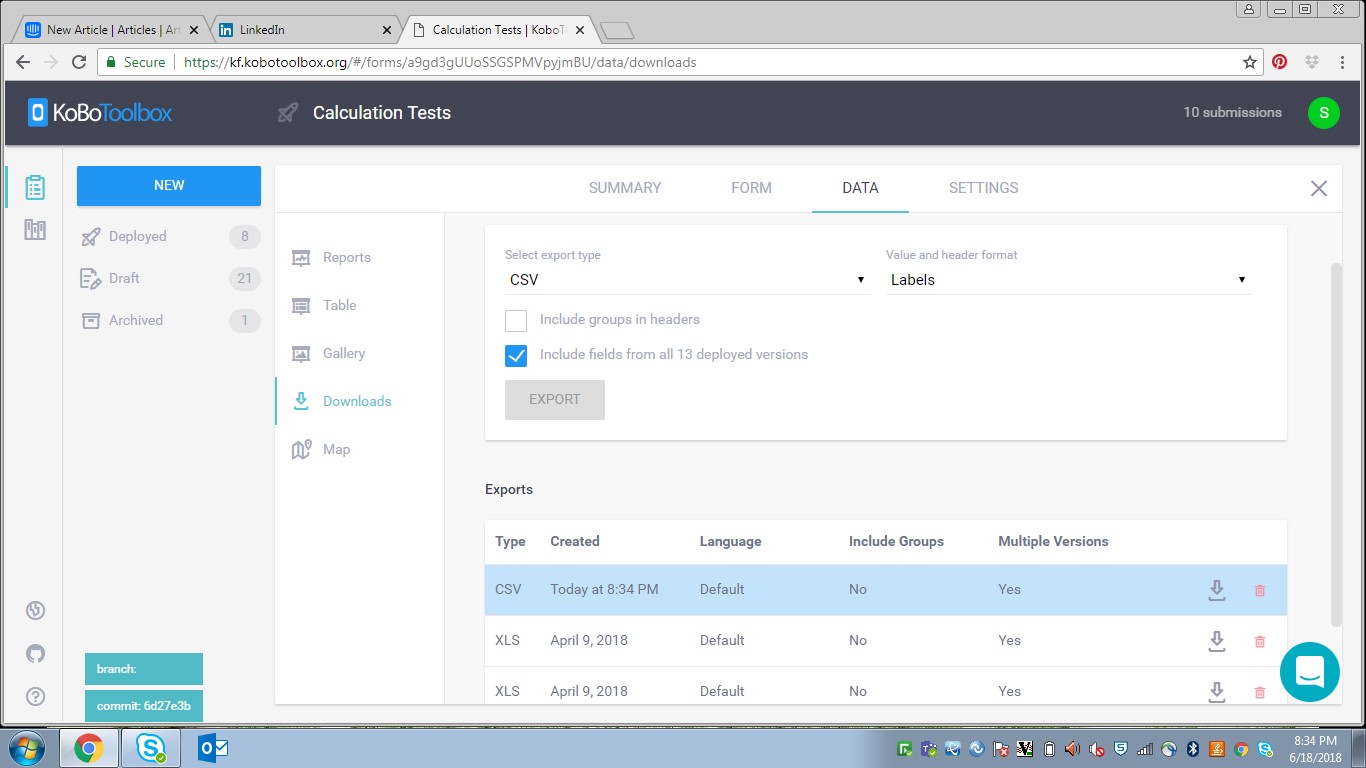 New Article | Articles | Art
LinkedIn
Calculation Tests | KoboT
Secure
https://kf.kobotoolbox.org/#/forms/a9gd3gUUoSSGSPMVpyjmBU/data/downloads
KoBoToolbox
Calculation Tests
10 submissions
S
NEW
SUMMARY FORM DATA SETTINGS
Deployed 8
Draft 21
Archived 1
Reports
Table
Gallery
Downloads
Map
Select export type
CSV
Value and header format
Labels
Include groups in headers
Include fields from all 13 deployed versions
EXPORT
Exports
Type Created Language Include Groups Multiple Versions
CSV Today at 8:34 PM Default No Yes
XLS April 9, 2018 Default No Yes
XLS April 9, 2018 Default No Yes
branch:
commit: 6d27e3b
8:34 PM
6/18/2018